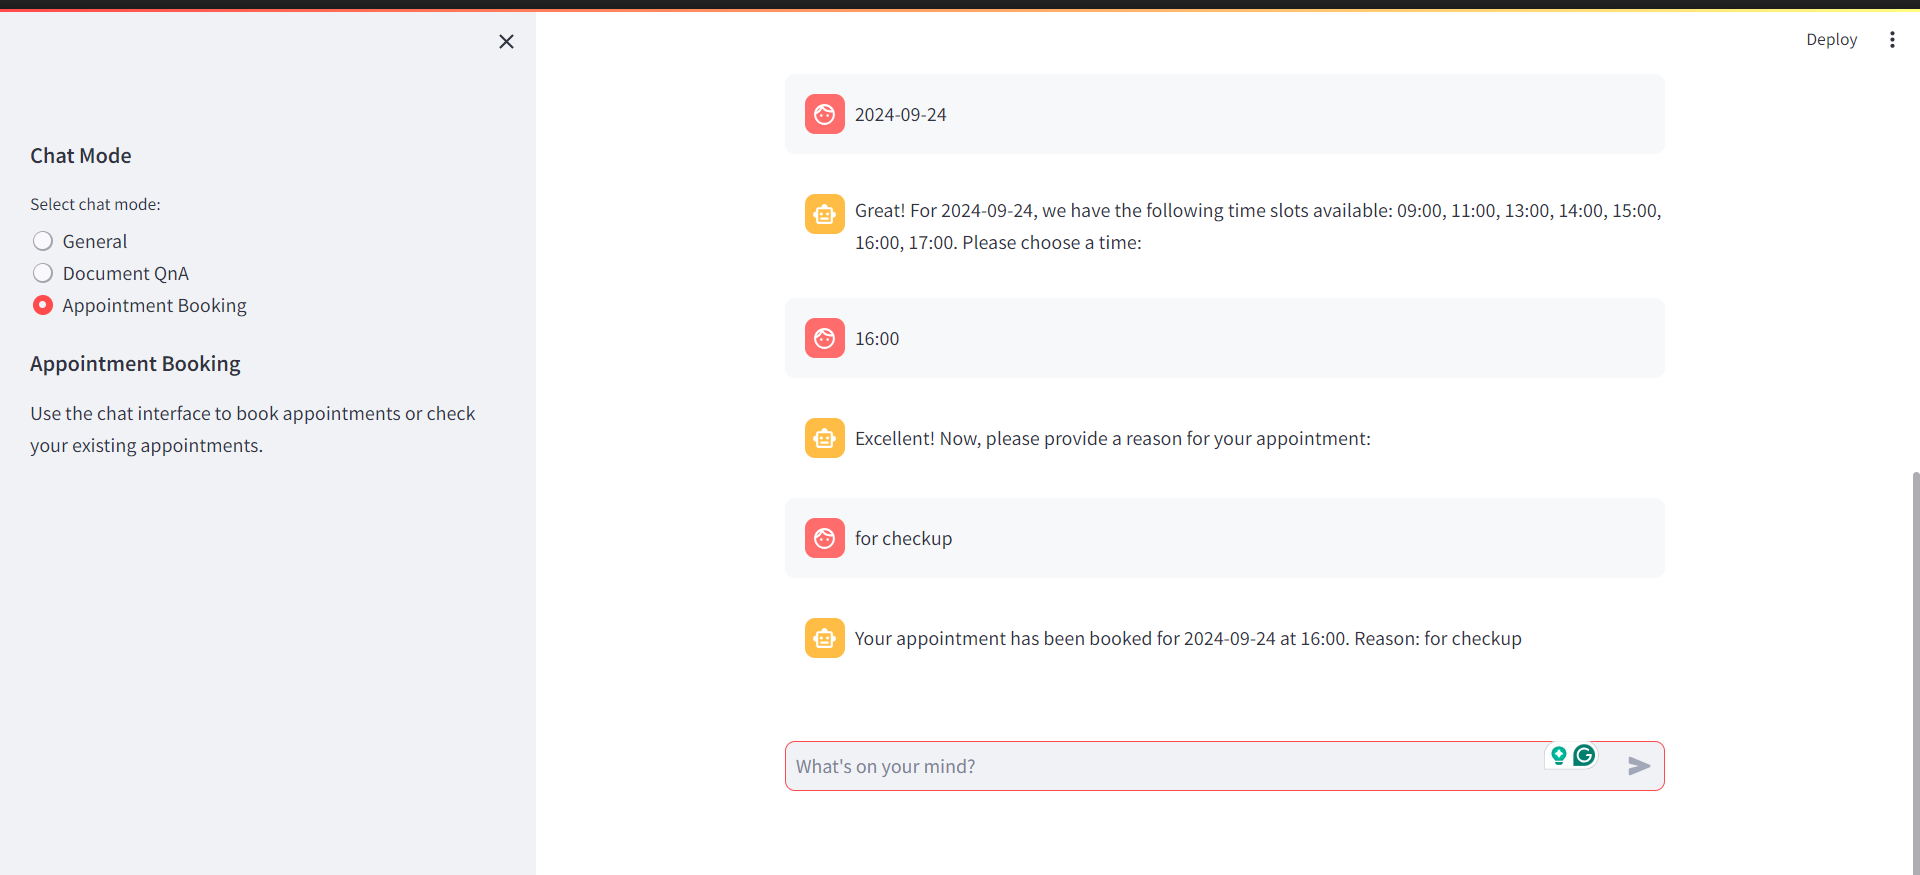 Deploy
Chat Mode
Select chat mode:
General
Document QnA
Appointment Booking
Appointment Booking
Use the chat interface to book appointments or check
your existing appointments.
2024-09-24
Great! For 2024-09-24, we have the following time slots available: 09:00, 11:00, 13:00, 14:00, 15:00,
16:00, 17:00. Please choose a time:
16:00
Excellent! Now, please provide a reason for your appointment:
for checkup
Your appointment has been booked for 2024-09-24 at 16:00. Reason: for checkup
What's on your mind?